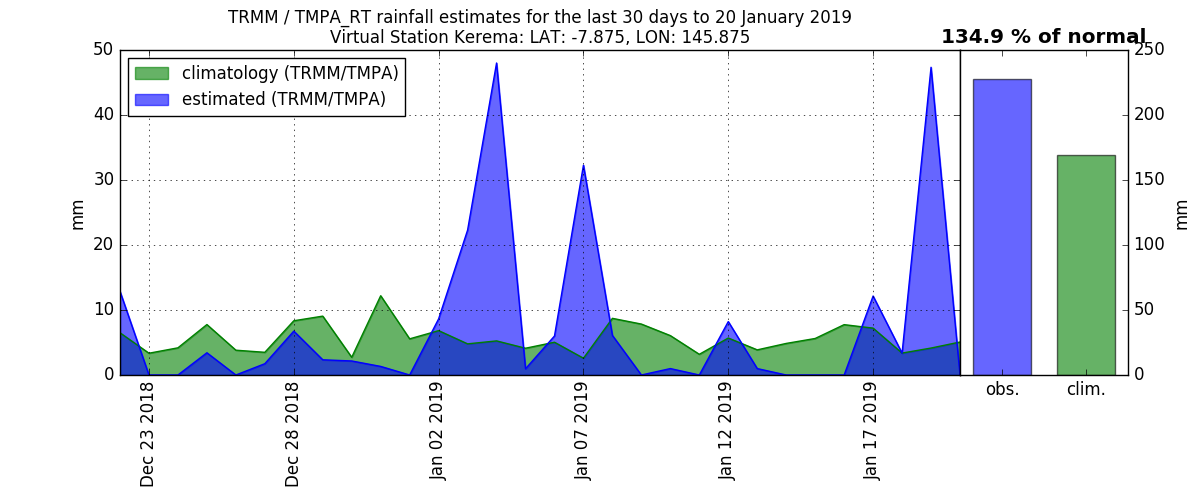 TRMM / TMPA_RT rainfall estimates for the last 30 days to 20 January 2019
Virtual Station Kerema: LAT: -7.875, LON: 145.875
134.9 % of normal
climatology (TRMM/TMPA)
estimated (TRMM/TMPA)
50
40
30
20
10
0
mm
Dec 23 2018
Dec 28 2018
Jan 02 2019
Jan 07 2019
Jan 12 2019
Jan 17 2019
obs.
clim.
250
200
150
100
50
0
mm